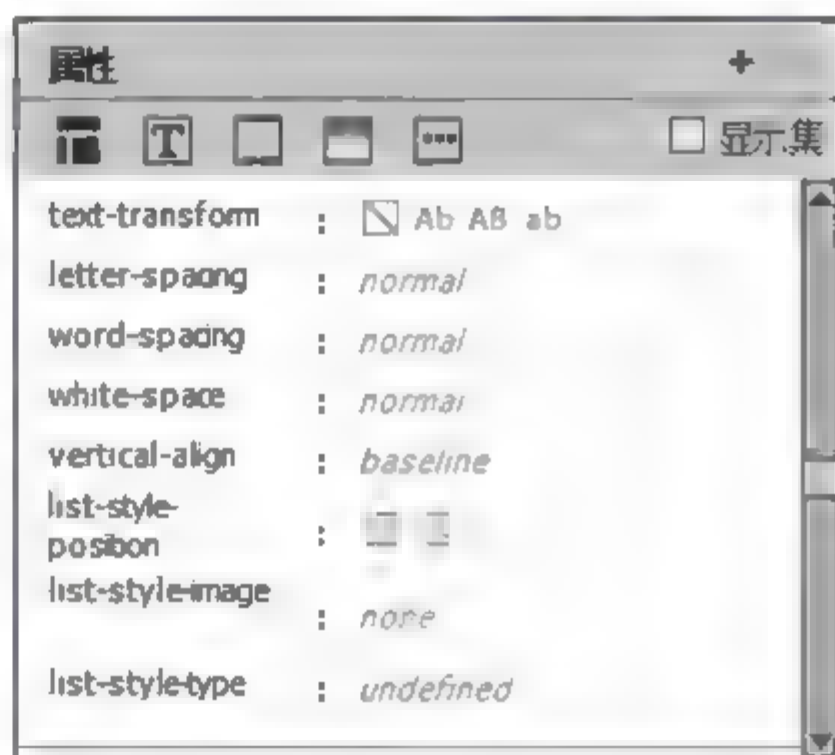 属性
T 显示集
text-transform : Ab AB ab
letter-spacing : normal
word-spacing : normal
white-space : normal
vertical-align : baseline
list-style-
position :
list-style-image : none
list-style-type : undefined